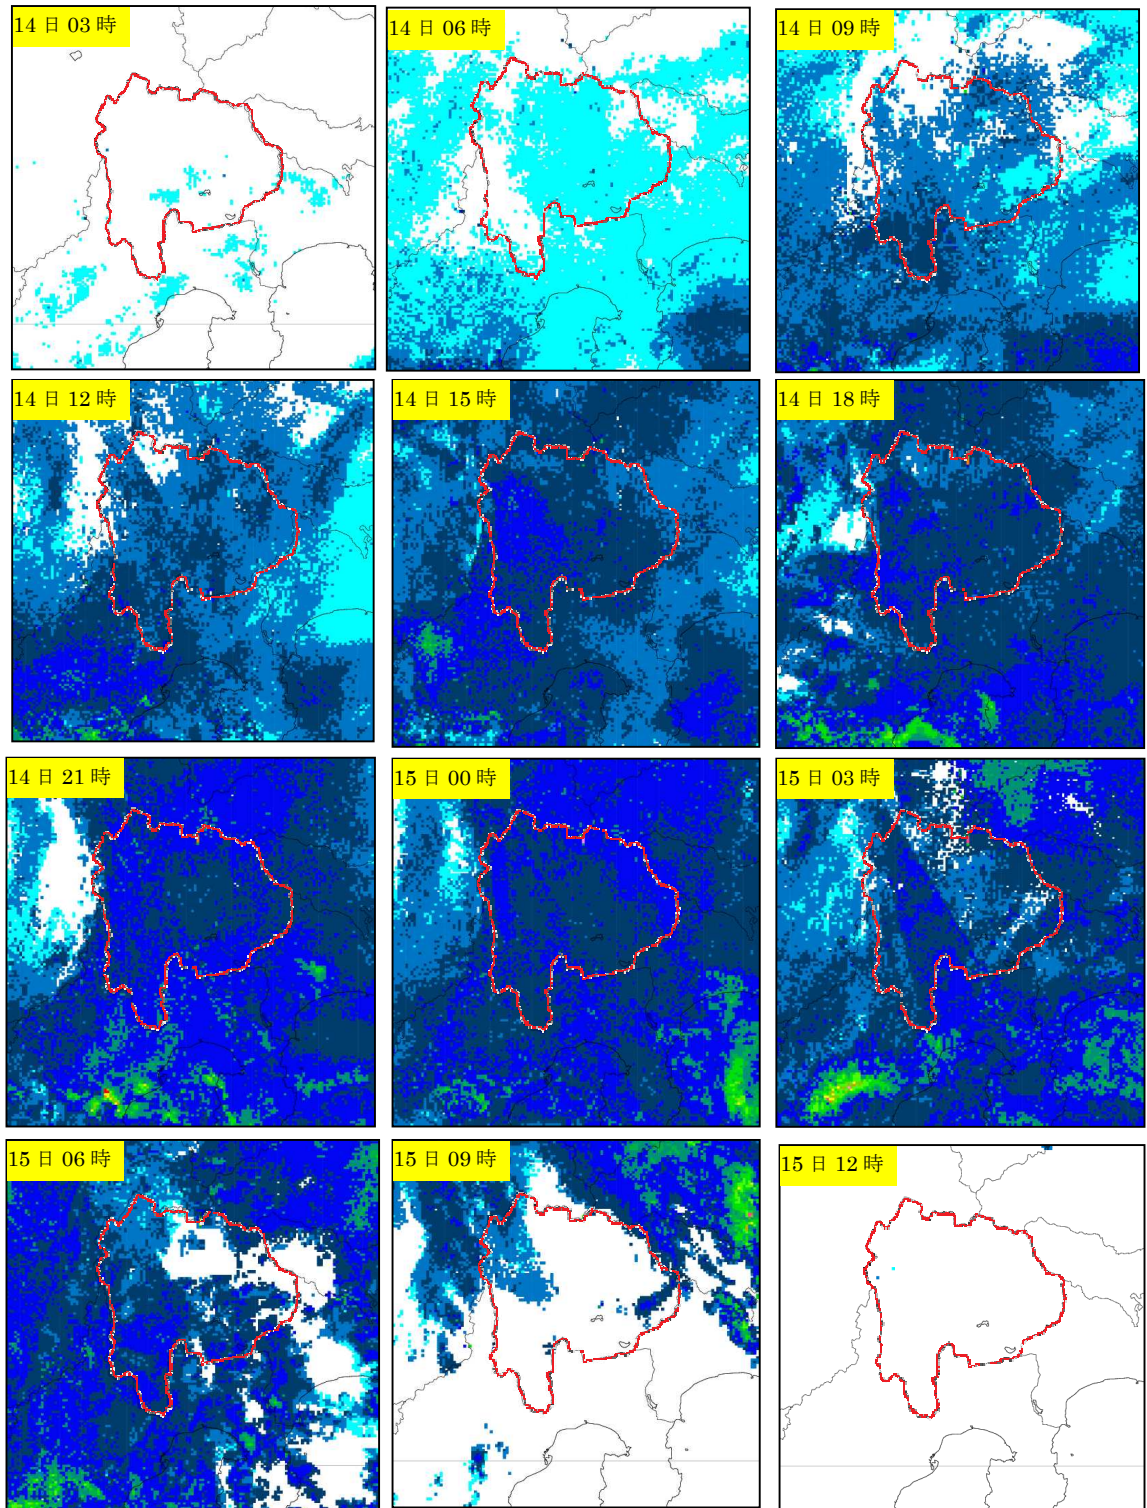 14 日 03 時
14 日 06 時
14 日 09 時
14 日 12 時
14 日 15 時
14 日 18 時
14 日 21 時
15 日 00 時
15 日 03 時
15 日 06 時
15 日 09 時
15 日 12 時